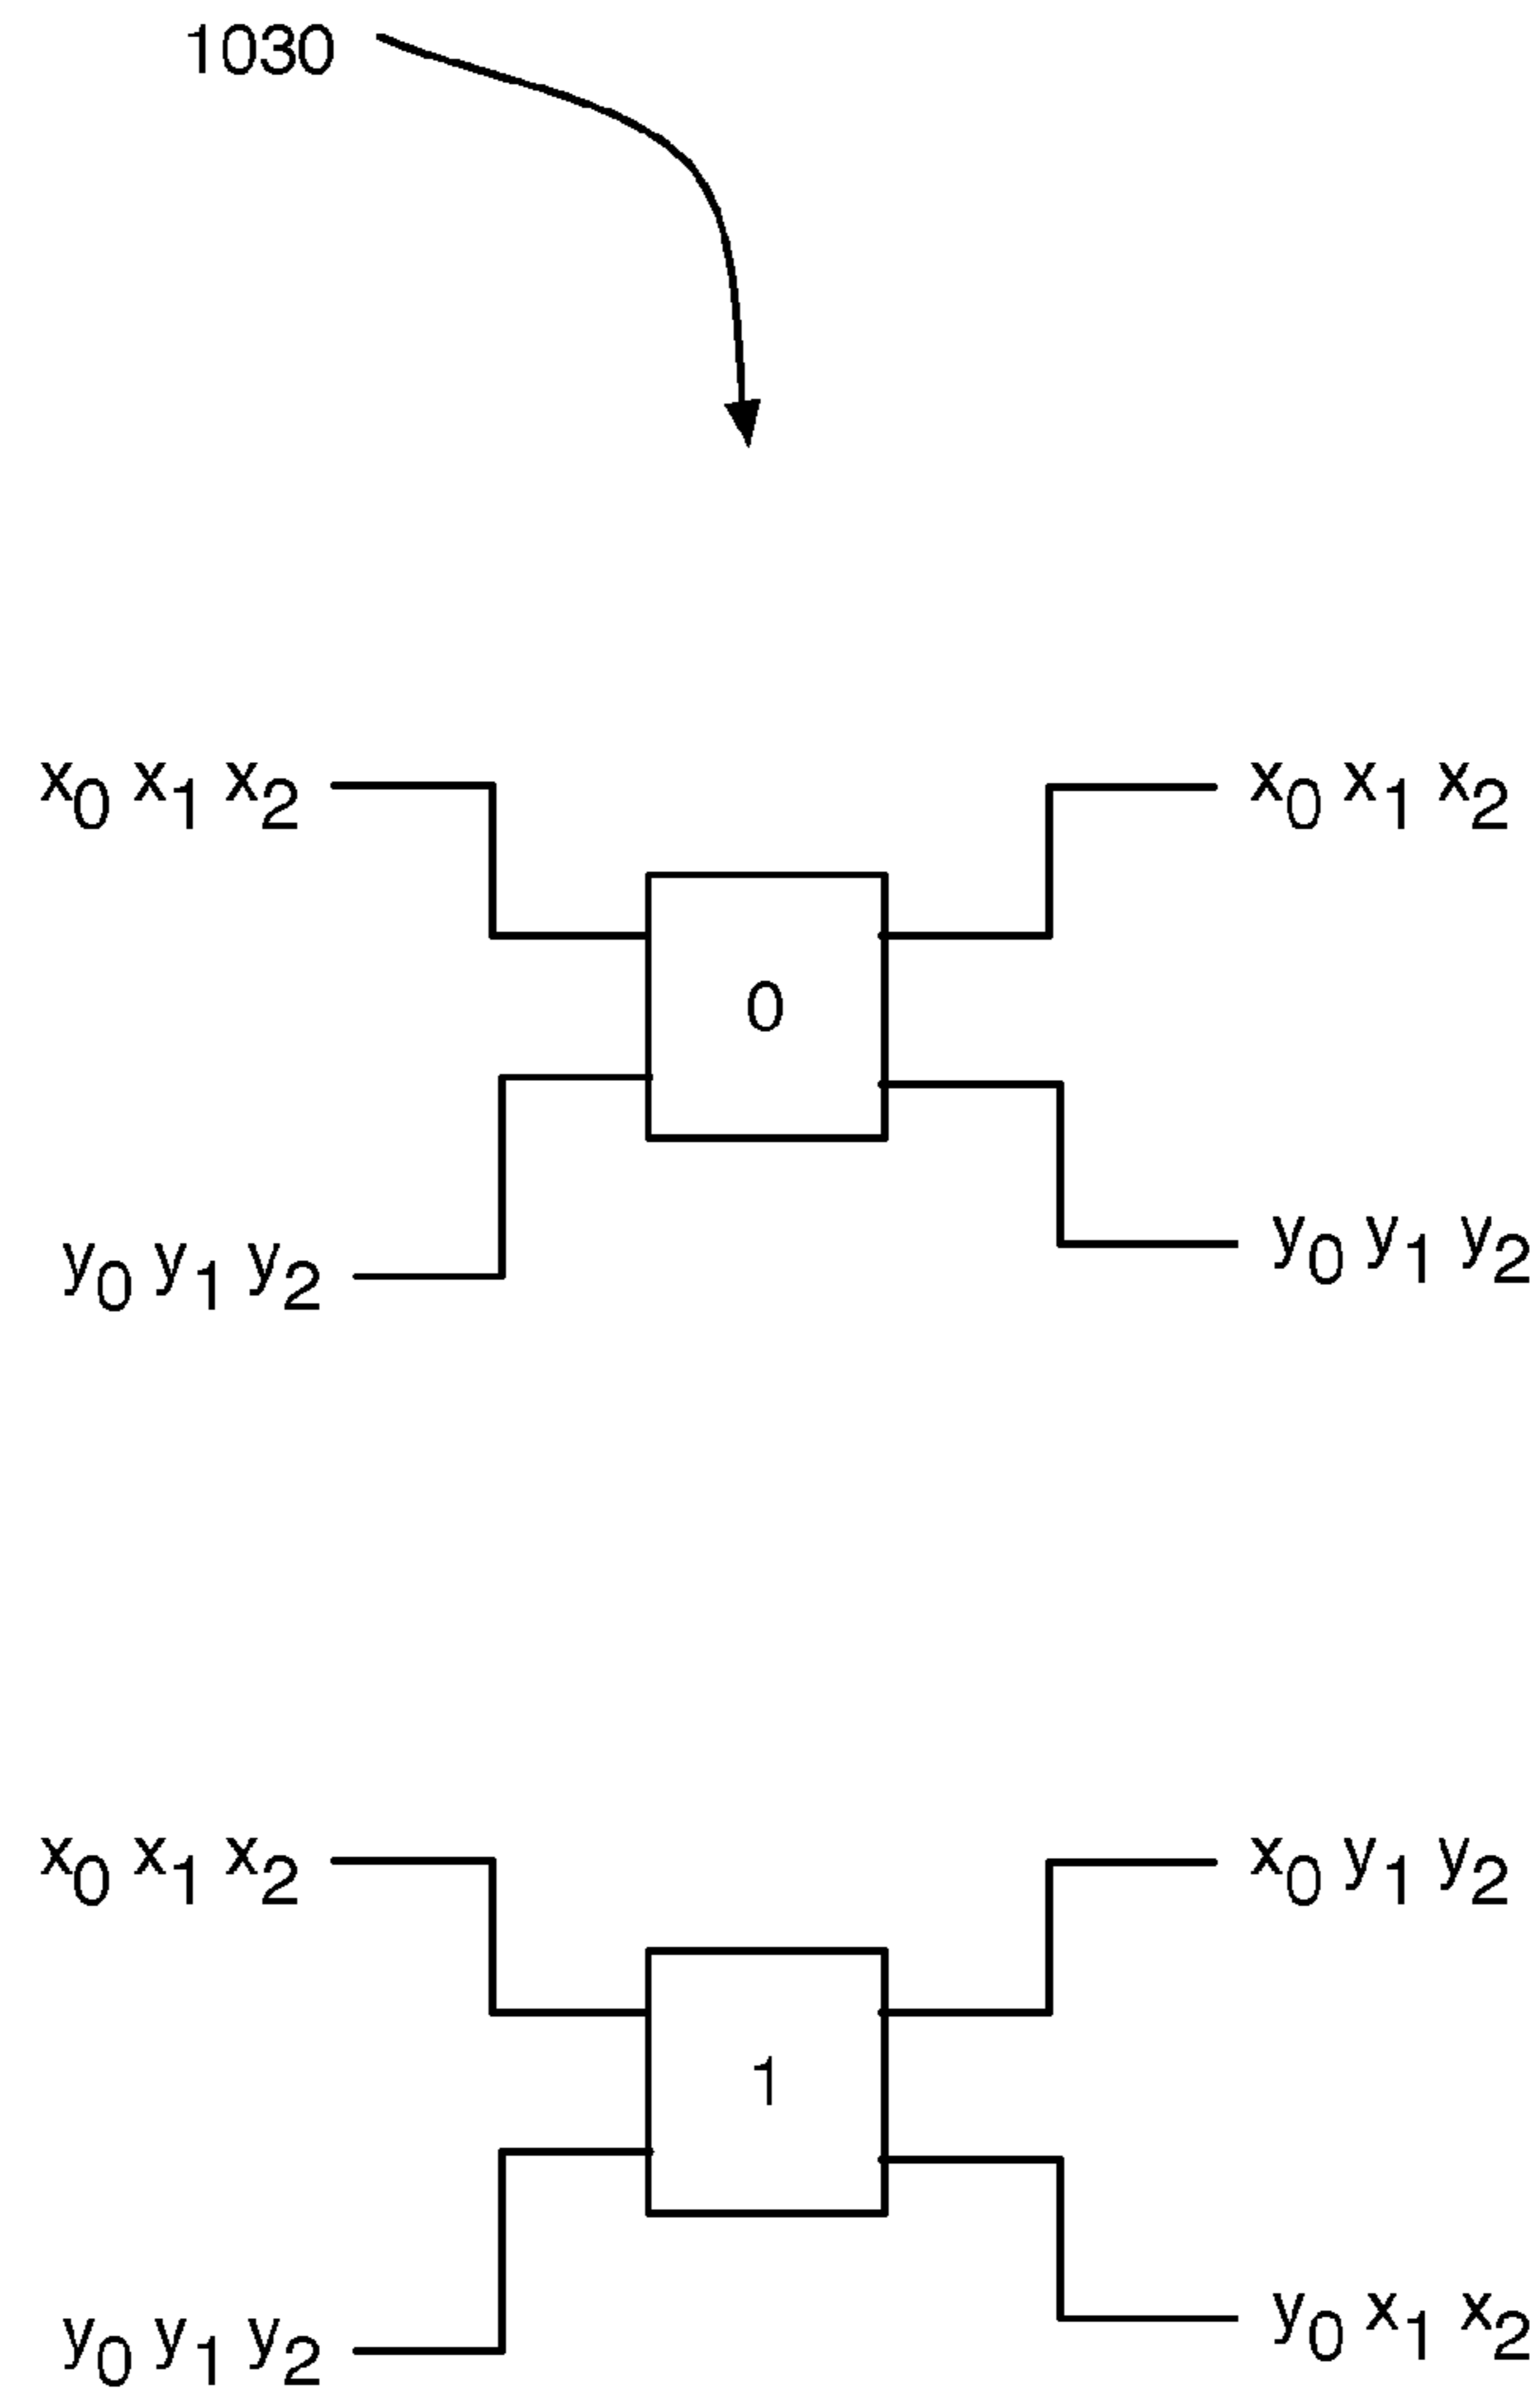 1030
x₀ x₁ x₂ x₀ x₁ x₂
0
y₀ y₁ y₂ y₀ y₁ y₂
x₀ x₁ x₂ x₀ y₁ y₂
1
y₀ y₁ y₂ y₀ x₁ x₂